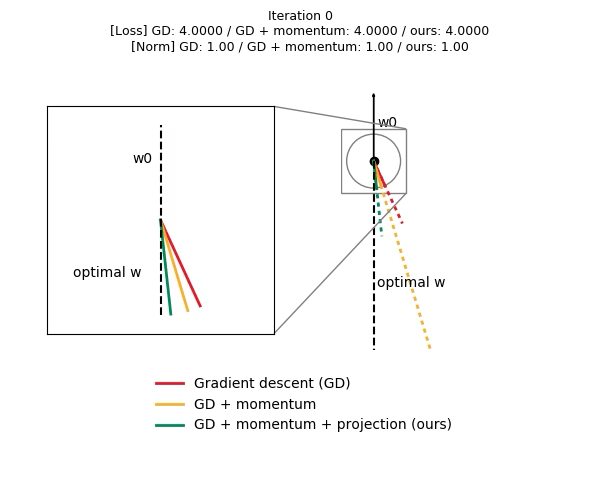 Iteration 0
[Loss] GD: 4.0000 / GD + momentum: 4.0000 / ours: 4.0000
[Norm] GD: 1.00 / GD + momentum: 1.00 / ours: 1.00
w0
optimal w
w0
optimal w
Gradient descent (GD)
GD + momentum
GD + momentum + projection (ours)